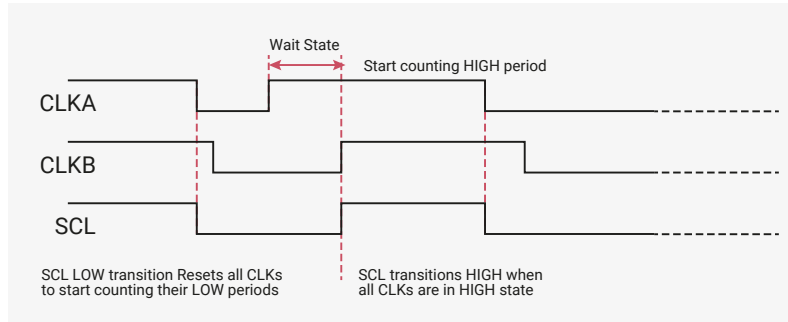 Wait State
Start counting HIGH period
CLKA
CLKB
SCL
SCL LOW transition Resets all CLKs
to start counting their LOW periods
SCL transitions HIGH when
all CLKs are in HIGH state